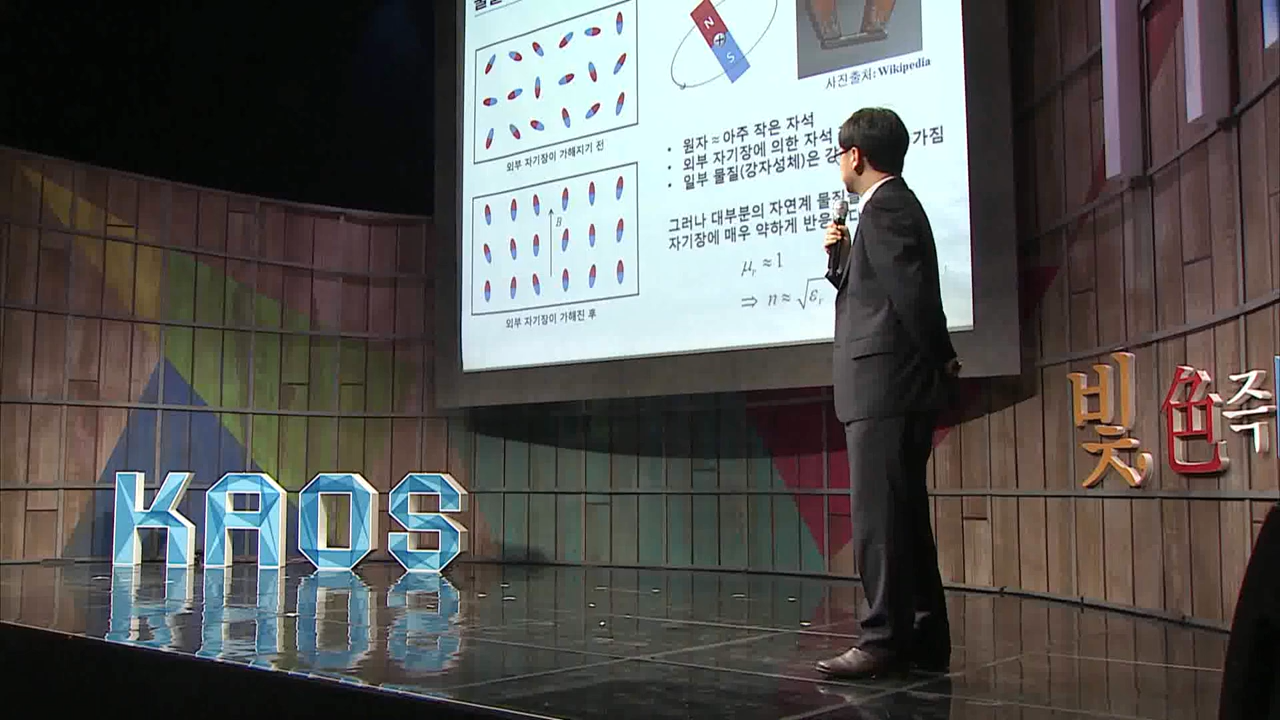 N
S
사진출처: Wikipedia
외부 자기장이 가해지기 전
B
외부 자기장이 가해진 후
• 원자 ≈ 아주 작은 자석
• 외부 자기장에 의한 자석 가짐
• 일부 물질(강자성체)은
그러나 대부분의 자연계 물질
자기장에 매우 약하게 반응
μr ≈ 1
⇒ n ≈ √εr
KAOS
빛 色 주